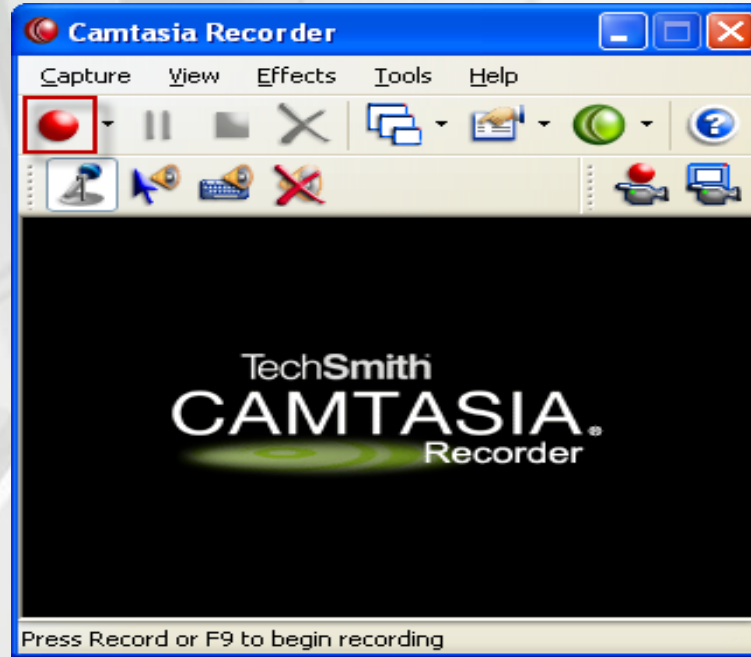 Camtasia Recorder
Capture View Effects Tools Help
TechSmith
CAMTASIA®
Recorder
Press Record or F9 to begin recording